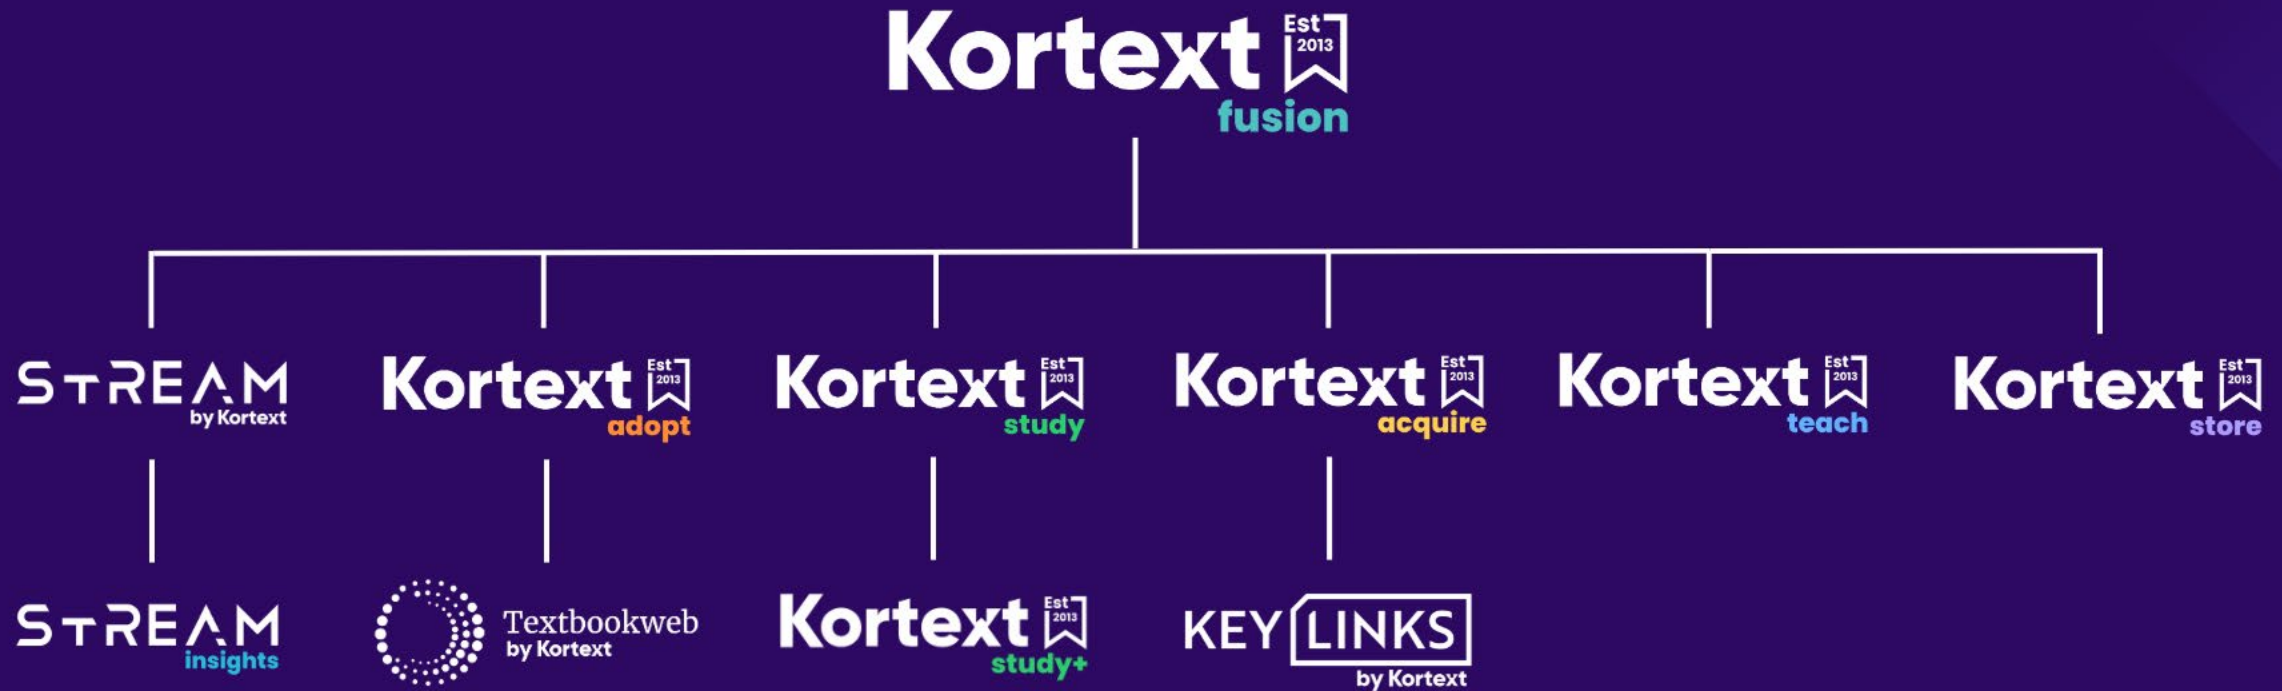 Kortext Est 2013
fusion
STREAM
by Kortext
Kortext Est 2013
adopt
Kortext Est 2013
study
Kortext Est 2013
acquire
Kortext Est 2013
teach
Kortext Est 2013
store
STREAM
insights
Textbookweb
by Kortext
Kortext Est 2013
study+
KEYLINKS
by Kortext